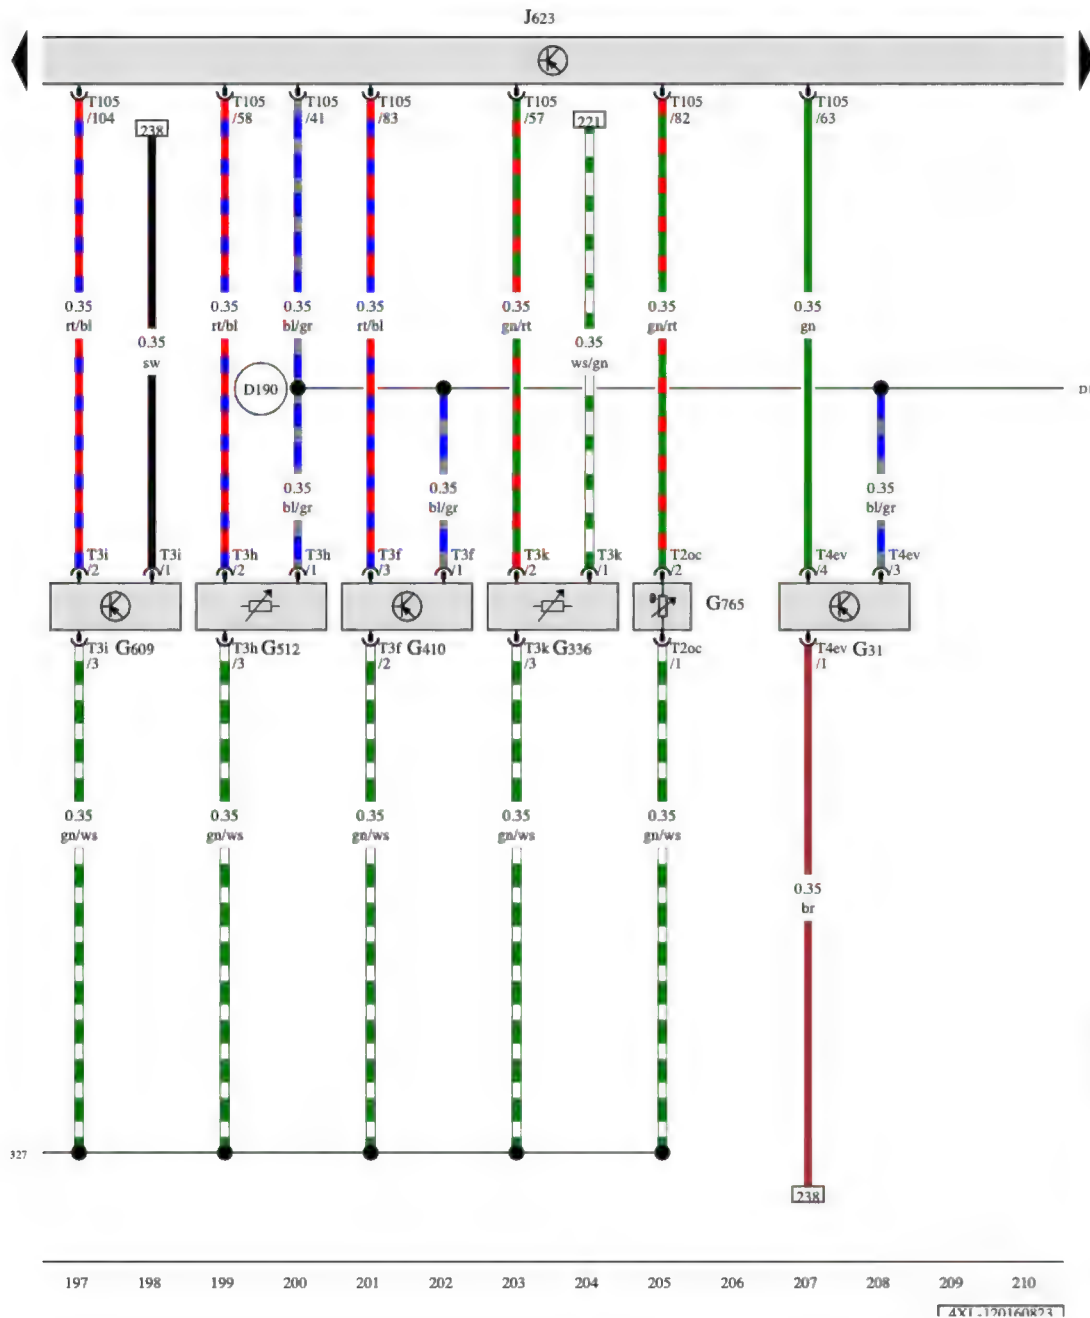 J623
T105 T105 T105 T105 T105 T105 T105
/104 /58 /41 /83 /57 /82 /63
238 221
0.35 0.35 0.35 0.35 0.35 0.35 0.35
rt/bl rt/bl bl/gr rt/bl gn/rt gn/rt gn
0.35 0.35
sw ws/gn
D190
0.35 0.35 0.35
bl/gr bl/gr bl/gr
T3i T3i T3h T3h T3f T3f T3k T3k T2oc T4ev T4ev
/2 /1 /2 /1 /3 /1 /2 /1 /2 /4 /3
G765
T3i G609 T3h G512 T3f G410 T3k G336 T2oc T4ev G31
/3 /3 /2 /3 /1 /1
0.35 0.35 0.35 0.35 0.35
gn/ws gn/ws gn/ws gn/ws gn/ws
0.35
br
327
238
197 198 199 200 201 202 203 204 205 206 207 208 209 210
4XL-120160823